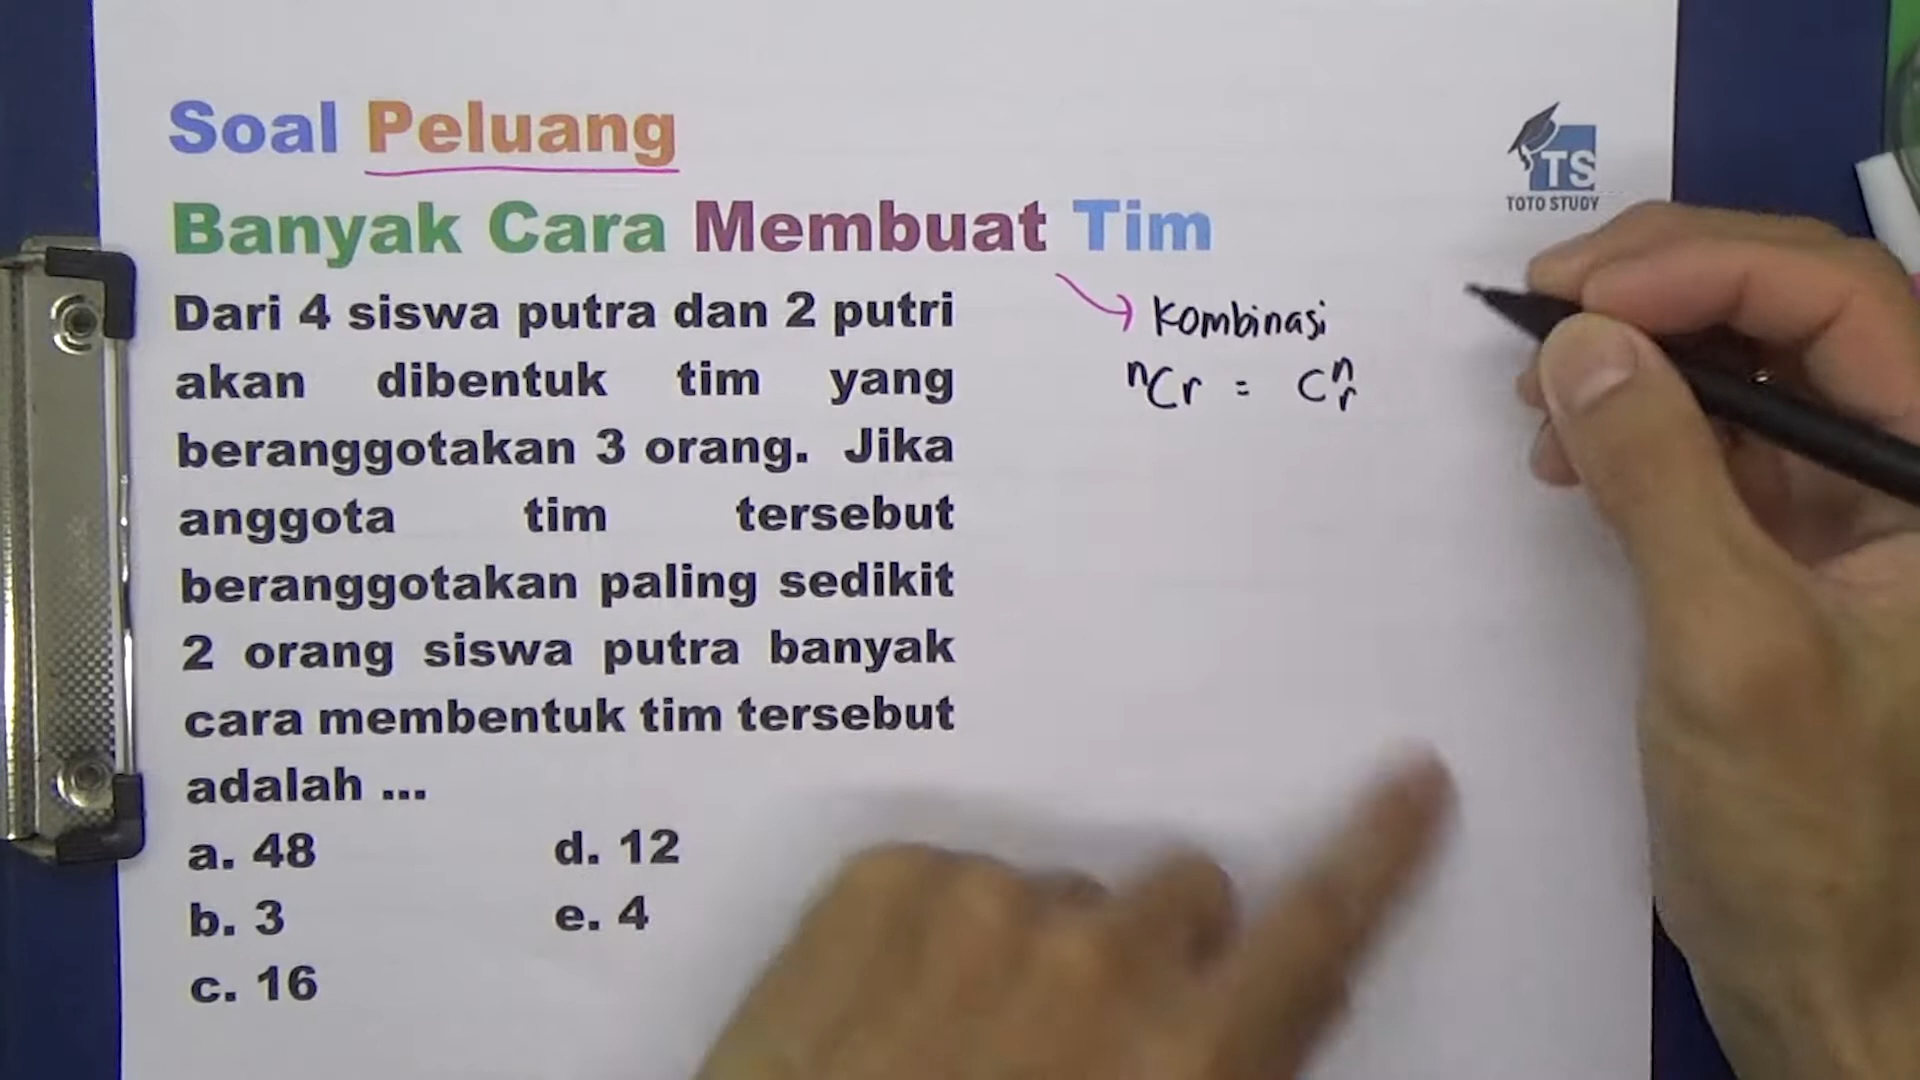 Soal Peluang
TS
TOTO STUDY
Banyak Cara Membuat Tim
Dari 4 siswa putra dan 2 putri
akan dibentuk tim yang
beranggotakan 3 orang. Jika
anggota tim tersebut
beranggotakan paling sedikit
2 orang siswa putra banyak
cara membentuk tim tersebut
adalah ...
a. 48
d. 12
b. 3
e. 4
c. 16
Kombinasi
ⁿCr = Cⁿᵣ